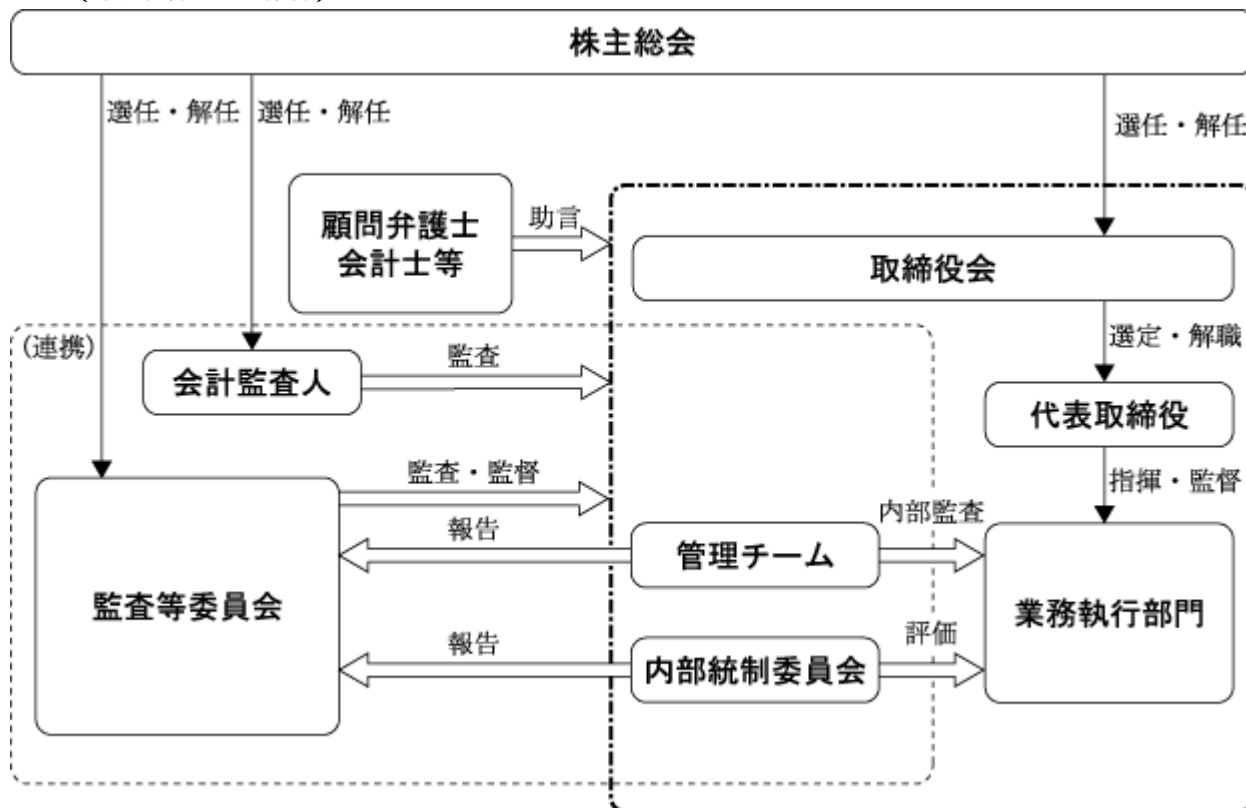 株主総会
選任・解任
選任・解任
選任・解任
顧問弁護士
会計士等
助言
取締役会
(連携)
会計監査人
監査
選定・解職
代表取締役
監査・監督
指揮・監督
報告
管理チーム
内部監査
監査等委員会
業務執行部門
報告
内部統制委員会
評価